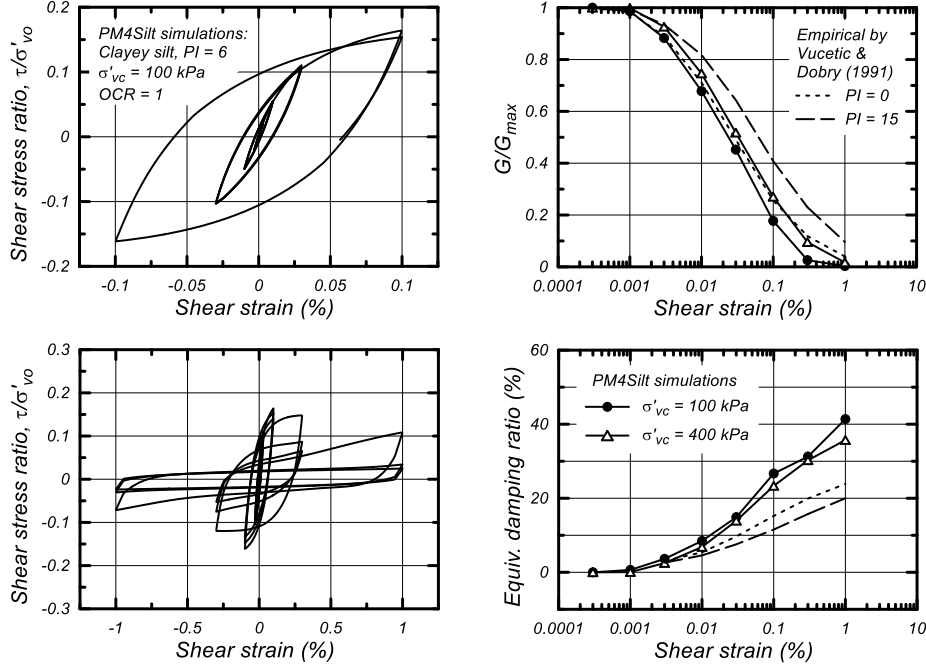 Shear stress ratio, τ/σ'vo
0.2
0.1
0
-0.1
-0.2
PM4Silt simulations:
Clayey silt, PI = 6
σ'vc = 100 kPa
OCR = 1
-0.1
-0.05
0
0.05
0.1
Shear strain (%)
G/Gmax
1
0.8
0.6
0.4
0.2
0
Empirical by
Vucetic &
Dobry (1991)
PI = 0
PI = 15
0.0001
0.001
0.01
0.1
1
10
Shear strain (%)
Shear stress ratio, τ/σ'vo
0.3
0.2
0.1
0
-0.1
-0.2
-0.3
-1
-0.5
0
0.5
1
Shear strain (%)
Equiv. damping ratio (%)
60
40
20
0
PM4Silt simulations
σ'vc = 100 kPa
σ'vc = 400 kPa
0.0001
0.001
0.01
0.1
1
10
Shear strain (%)